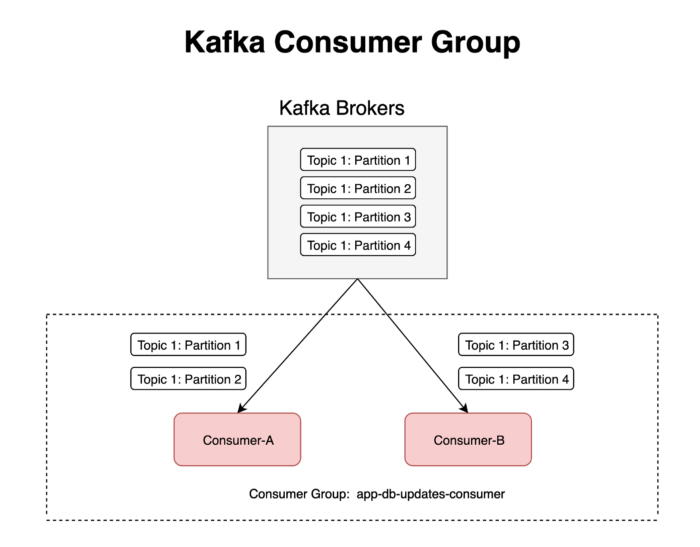 Kafka Consumer Group
Kafka Brokers
Topic 1: Partition 1
Topic 1: Partition 2
Topic 1: Partition 3
Topic 1: Partition 4
Topic 1: Partition 1
Topic 1: Partition 2
Topic 1: Partition 3
Topic 1: Partition 4
Consumer-A
Consumer-B
Consumer Group:  app-db-updates-consumer